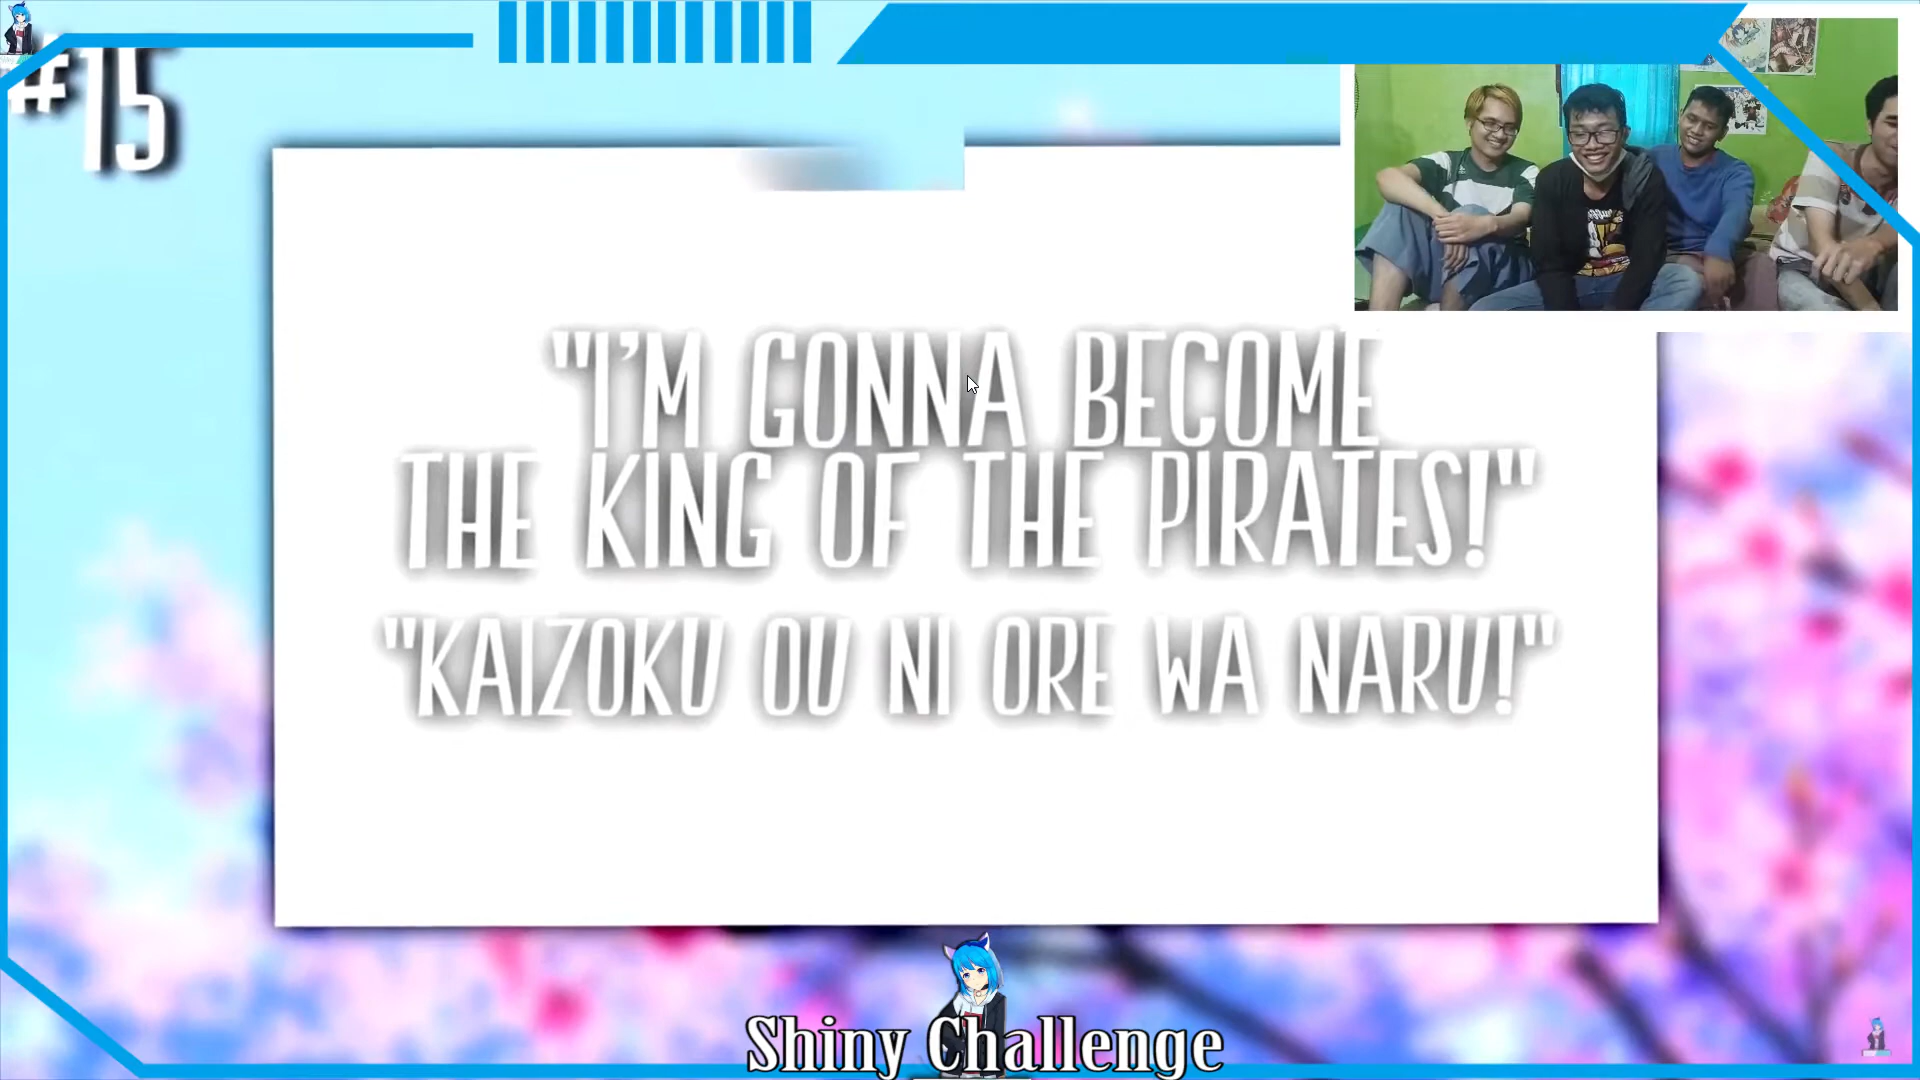 #15
"I'M GONNA BECOME
THE KING OF THE PIRATES!"
"KAIZOKU OU NI ORE WA NARU!"
Shiny Challenge